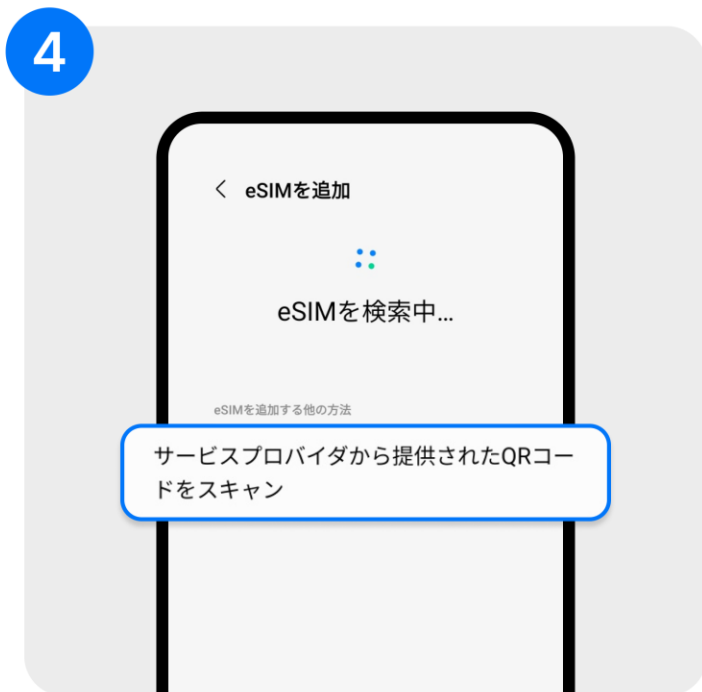 4
eSIMを追加
eSIMを検索中...
eSIMを追加する他の方法
サービスプロバイダから提供されたQRコー
ドをスキャン